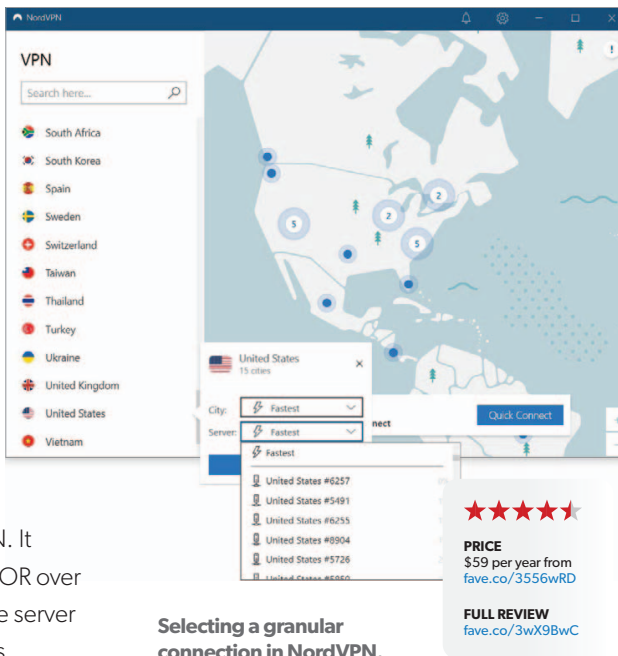 NordVPN
VPN
Search here...
South Africa
South Korea
Spain
Sweden
Switzerland
Taiwan
Thailand
Turkey
Ukraine
United Kingdom
United States
Vietnam
5
2
2
5
!
United States
15 cities
City:
Fastest
Server:
Fastest
nect
Quick Connect
Fastest
United States #6257
United States #5491
United States #6255
United States #8904
United States #5726
N. It
OR over
e server
Selecting a granular
connection in NordVPN.
PRICE
$59 per year from
fave.co/3556wRD
FULL REVIEW
fave.co/3wX9BwC